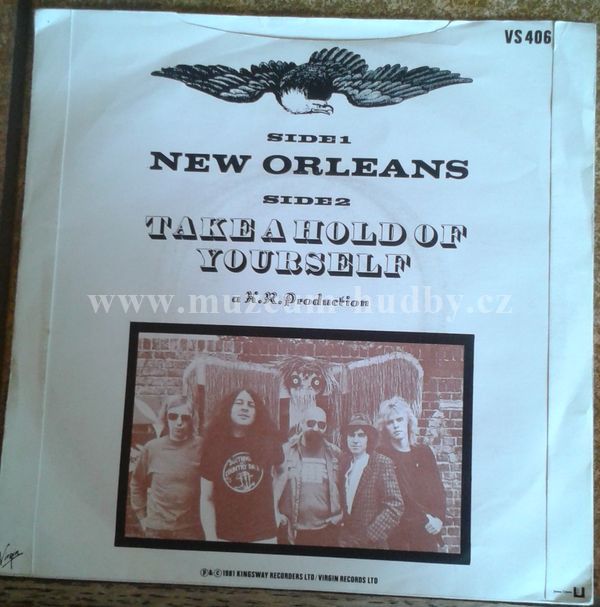 VS 406
SIDE 1
NEW ORLEANS
SIDE 2
TAKE A HOLD OF
YOURSELF
a K.R. Production
www.muzeum-hudby.cz
Ⓟ & © 1981 KINGSWAY RECORDERS LTD/VIRGIN RECORDS LTD
Virgin